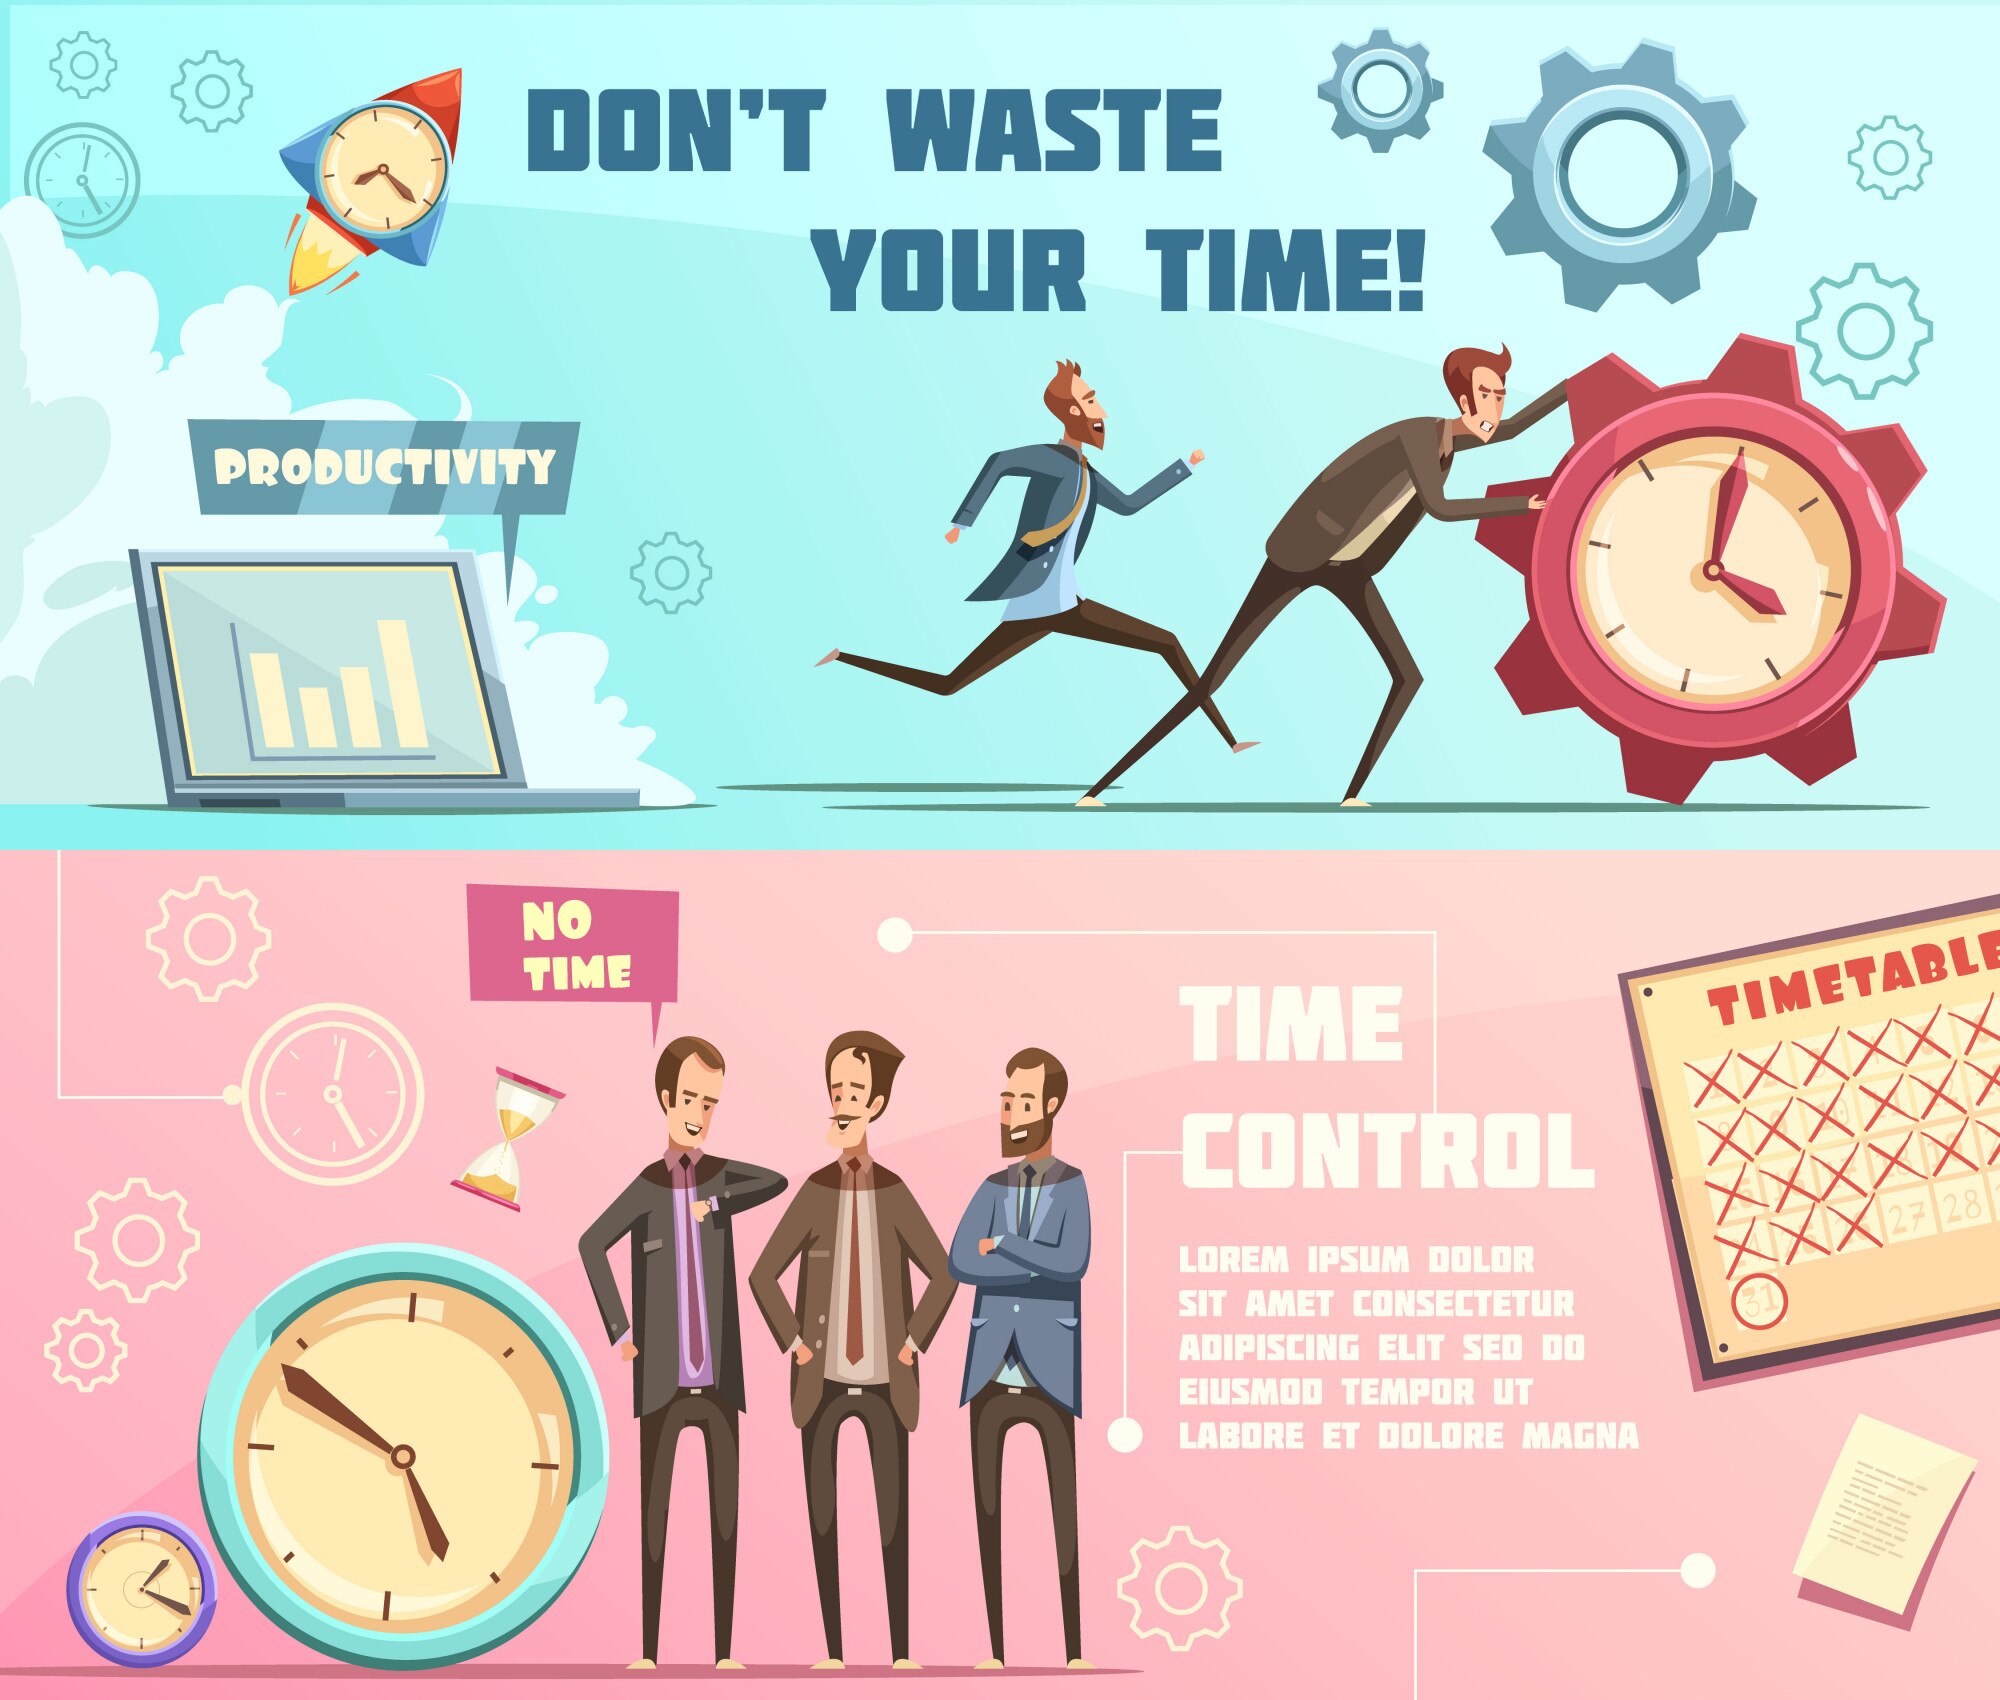 DON'T WASTE
YOUR TIME!
PRODUCTIVITY
NO
TIME
TIME
CONTROL
LOREM IPSUM DOLOR
SIT AMET CONSECTETUR
ADIPISCING ELIT SED DO
EIUSMOD TEMPOR UT
LABORE ET DOLORE MAGNA
TIMETABLE
27 28
31